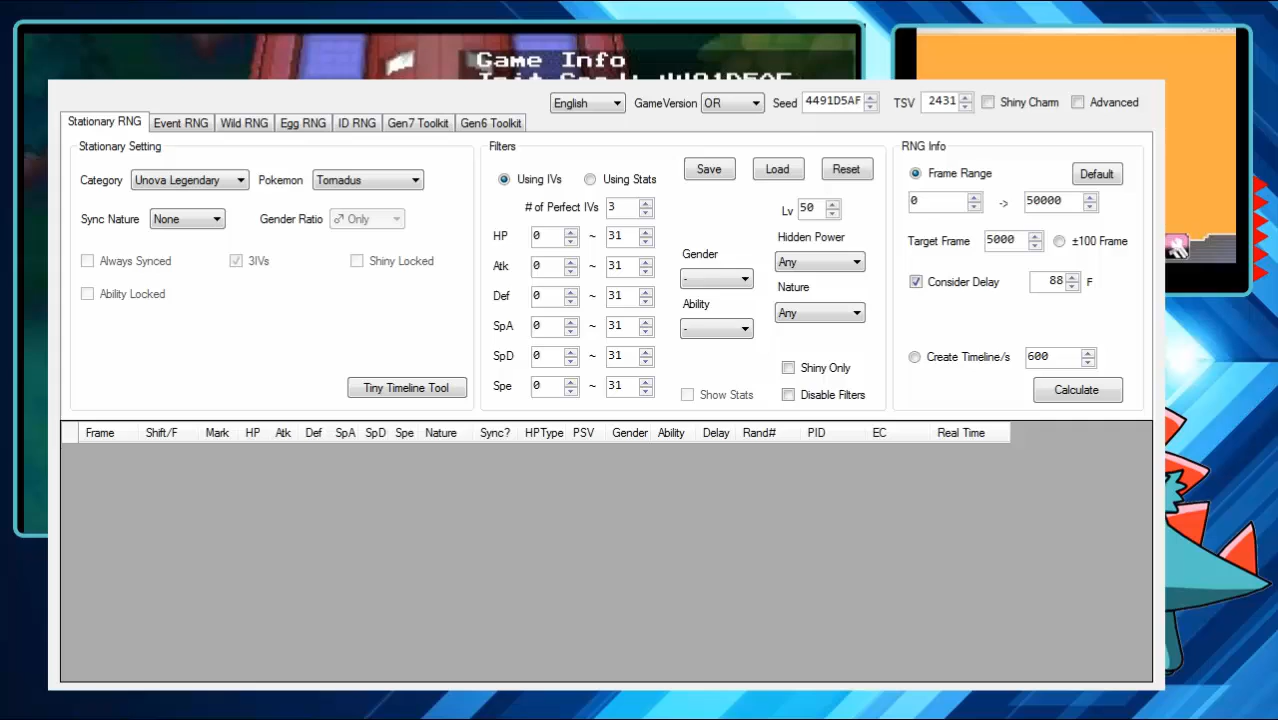 Game Info
English GameVersion OR Seed 4491D5AF TSV 2431 Shiny Charm Advanced
Stationary RNG Event RNG Wild RNG Egg RNG ID RNG Gen7 Toolkit Gen6 Toolkit
Stationary Setting
Category Unova Legendary Pokemon Tornadus
Sync Nature None Gender Ratio ♂ Only
Always Synced 3IVs Shiny Locked
Ability Locked
Tiny Timeline Tool
Filters
Save Load Reset
Using IVs Using Stats
# of Perfect IVs 3
Lv 50
HP 0 ~ 31
Atk 0 ~ 31
Def 0 ~ 31
SpA 0 ~ 31
SpD 0 ~ 31
Spe 0 ~ 31
Gender
-
Ability
-
Hidden Power
Any
Nature
Any
Shiny Only
Show Stats Disable Filters
RNG Info
Frame Range Default
0 -> 50000
Target Frame 5000 ±100 Frame
Consider Delay 88 F
Create Timeline/s 600
Calculate
Frame Shift/F Mark HP Atk Def SpA SpD Spe Nature Sync? HPType PSV Gender Ability Delay Rand# PID EC Real Time